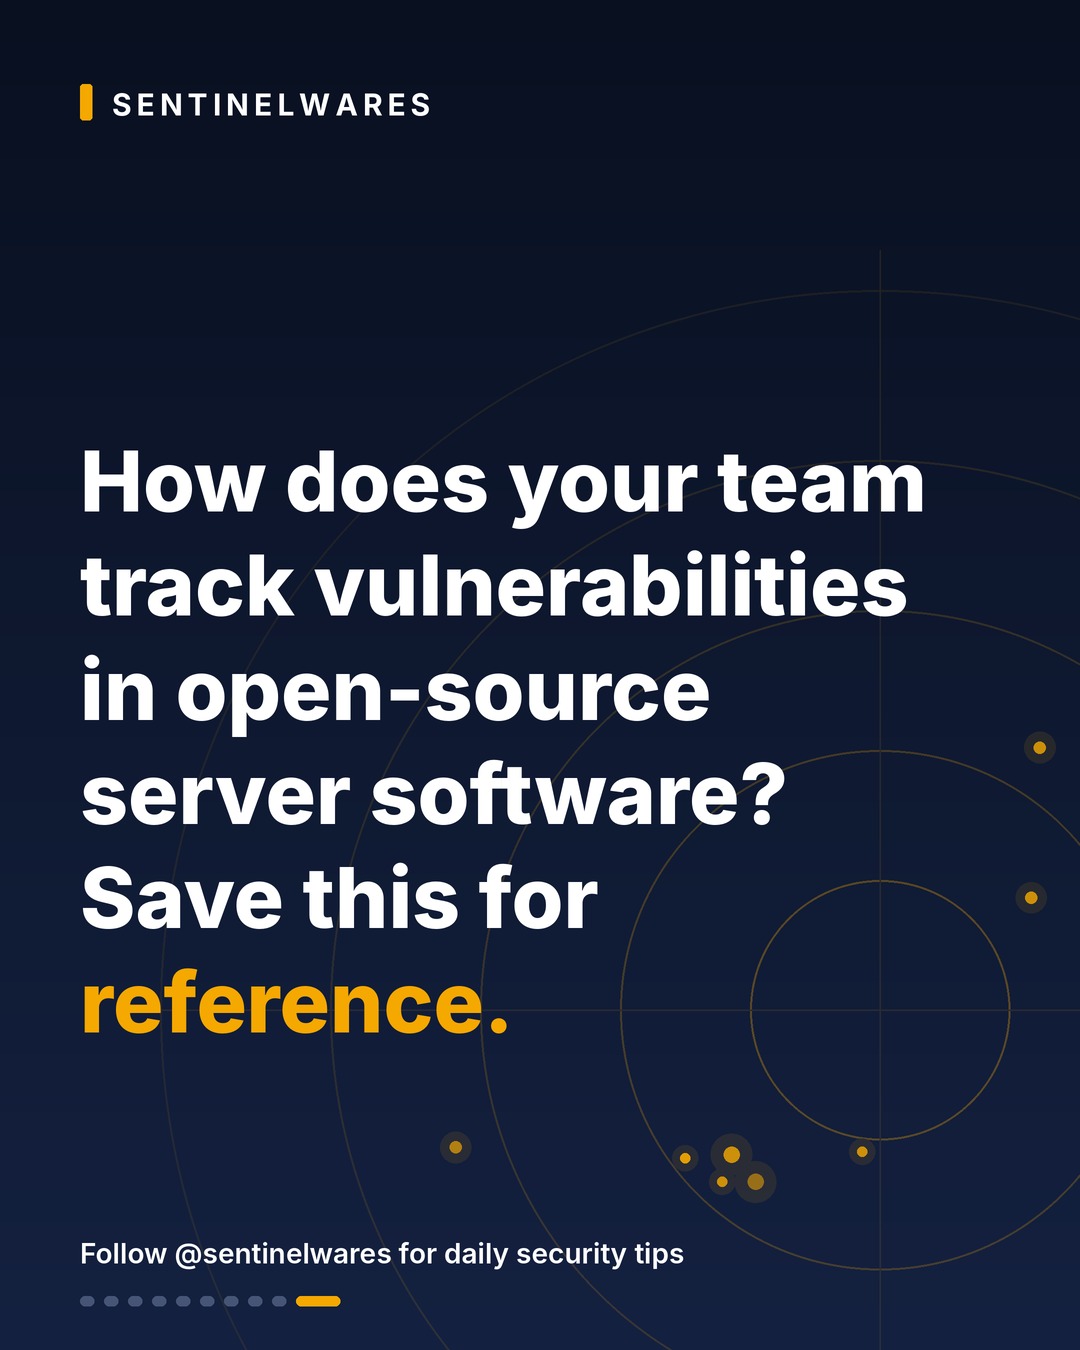 SENTINELWARES
How does your team
track vulnerabilities
in open-source
server software?
Save this for
reference.
Follow @sentinelwares for daily security tips